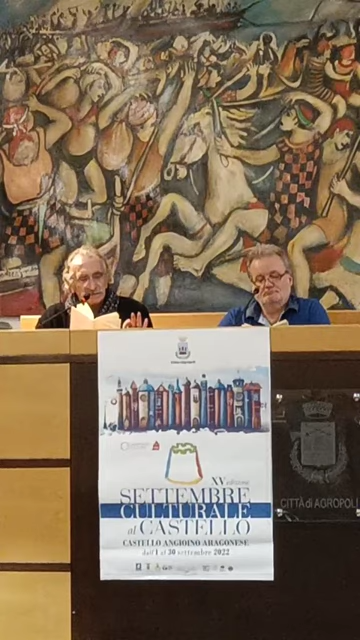 XV edizione
SETTEMBRE
CULTURALE
al CASTELLO
CASTELLO ANGIOINO ARAGONESE
dall'1 al 30 settembre 2022
CITTÀ di AGROPOLI